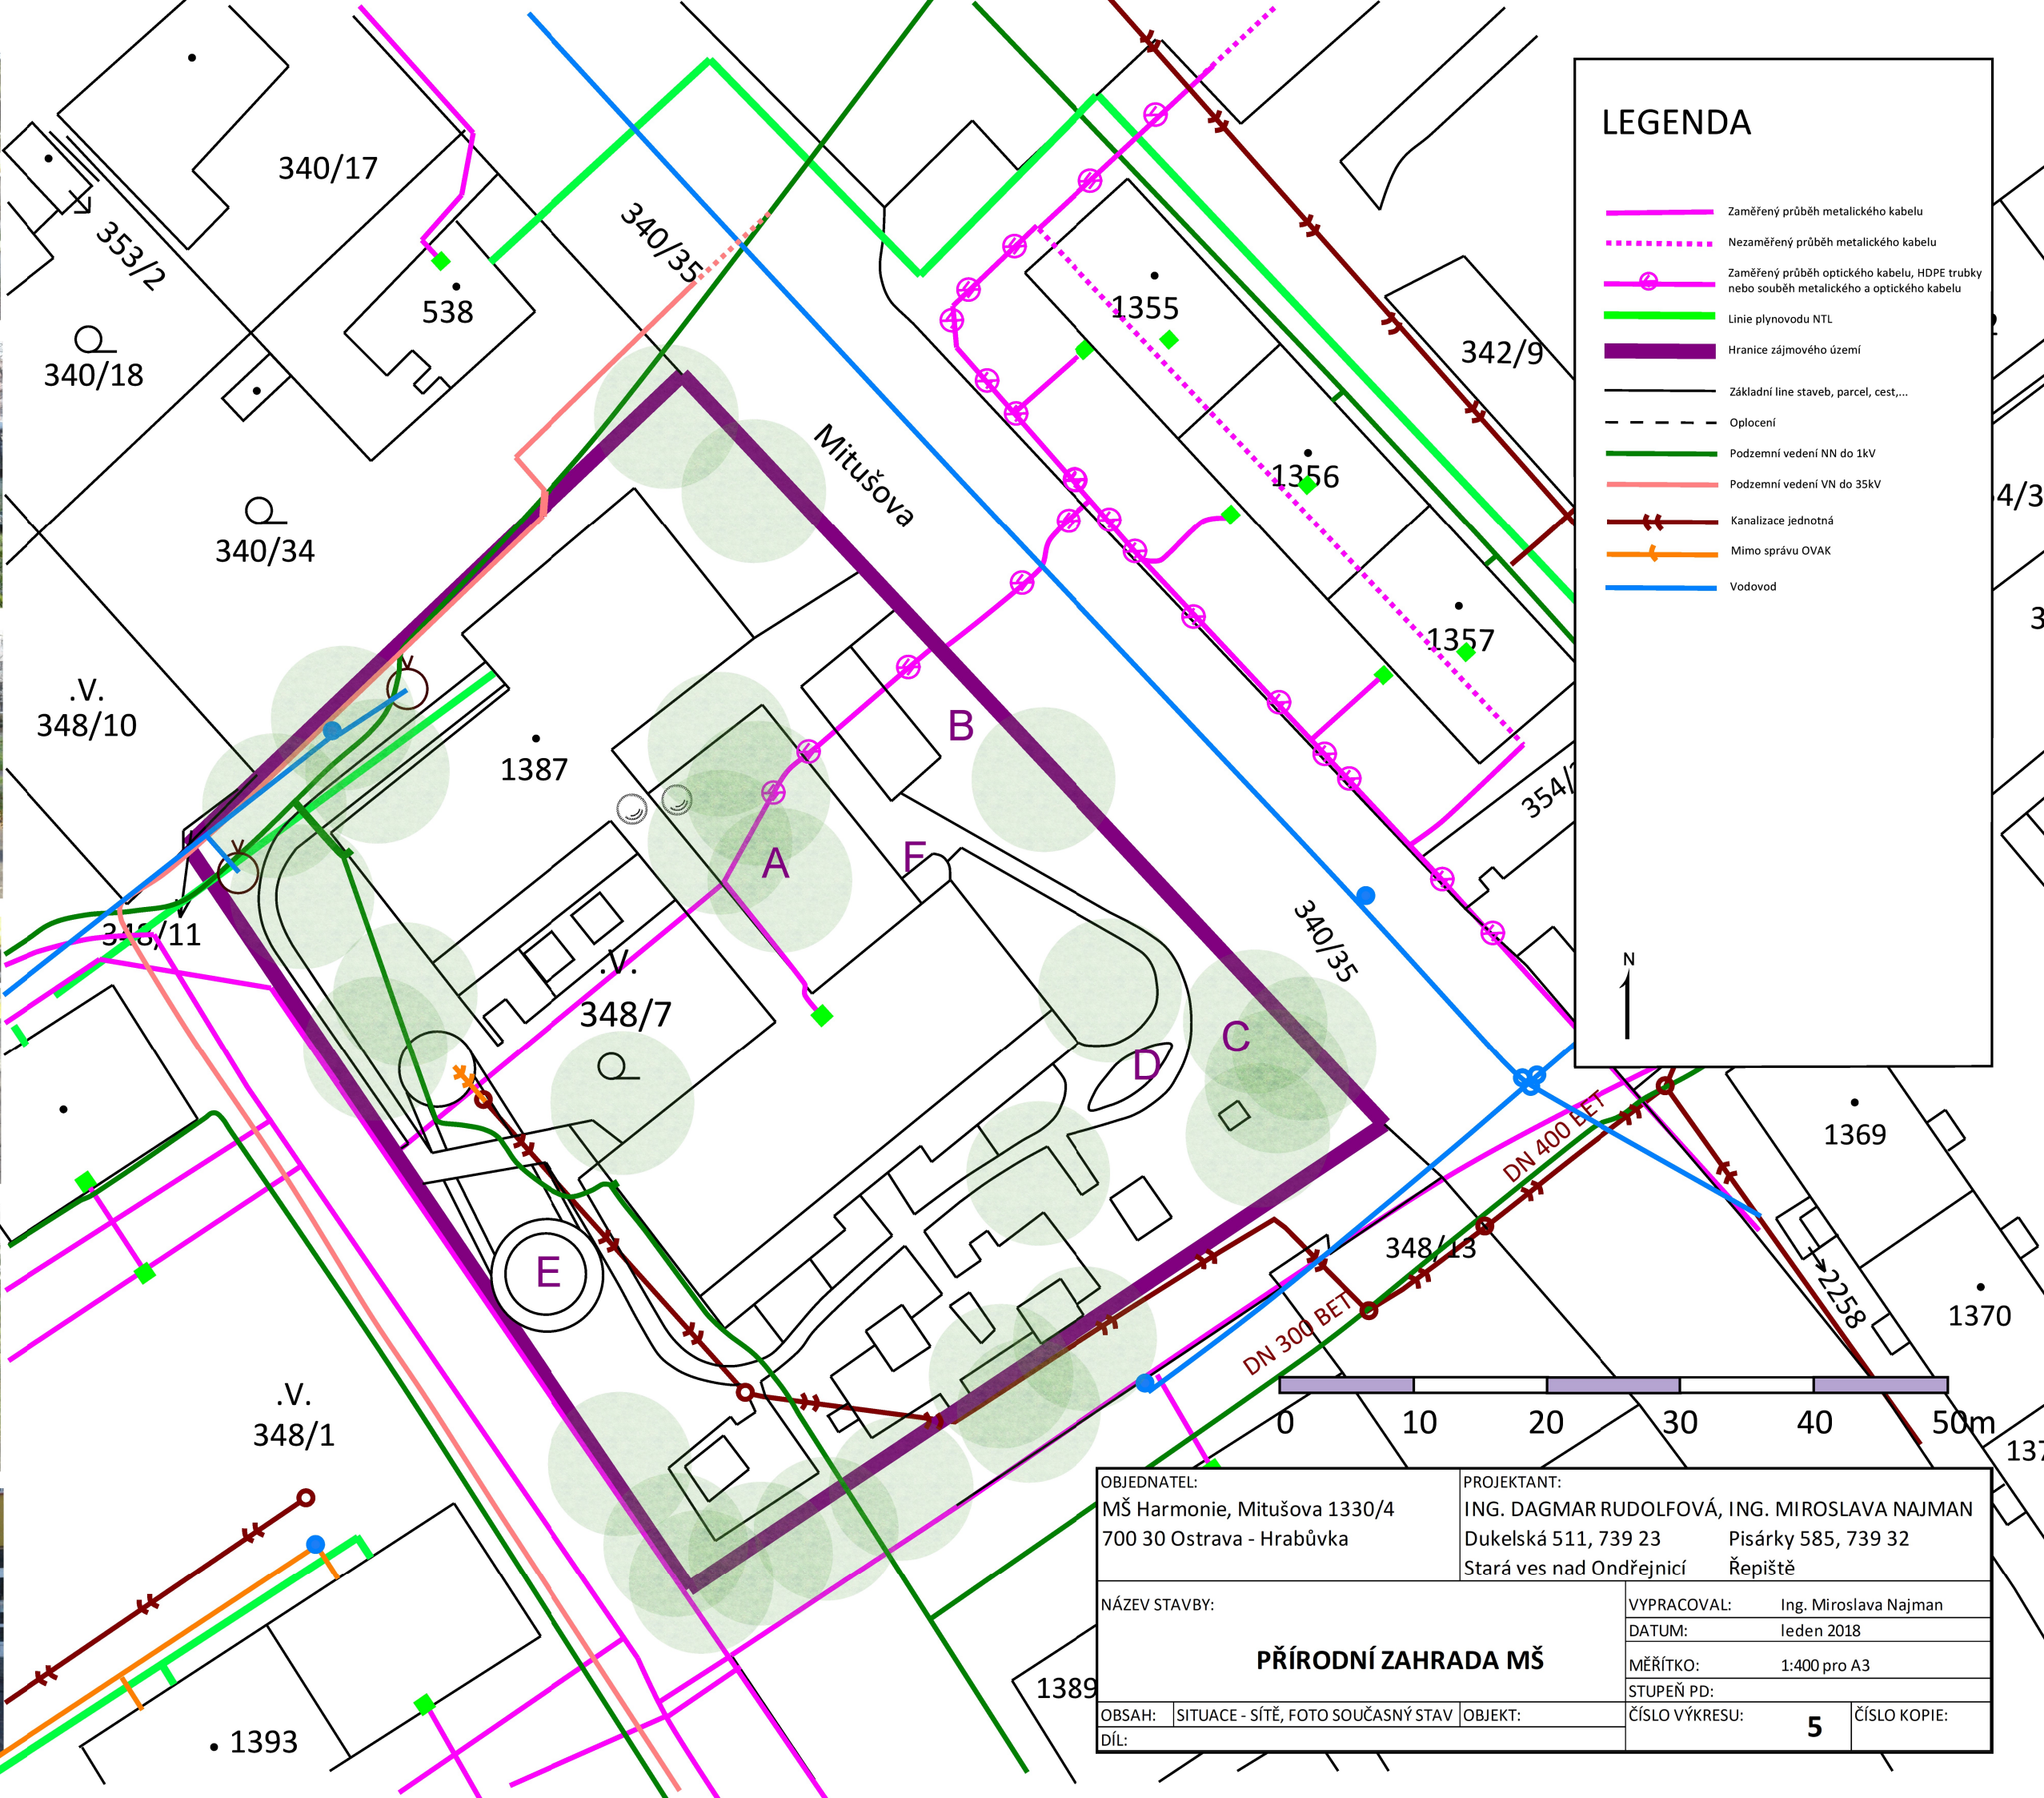 340/17
353/2
340/35
538
340/18
340/34
.V.
348/10
Mitušova
1355
342/9
1356
1357
354/
1387
A
B
F
C
D
E
.V.
348/7
348/11
340/35
348/13
DN 400 BET
DN 300 BET
1369
2258
1370
.V.
348/1
1393
1389
137
4/3
LEGENDA
Zaměřený průběh metalického kabelu
Nezaměřený průběh metalického kabelu
Zaměřený průběh optického kabelu, HDPE trubky
nebo souběh metalického a optického kabelu
Linie plynovodu NTL
Hranice zájmového území
Základní line staveb, parcel, cest,...
Oplocení
Podzemní vedení NN do 1kV
Podzemní vedení VN do 35kV
Kanalizace jednotná
Mimo správu OVAK
Vodovod
N
0 10 20 30 40 50m
OBJEDNATEL:
MŠ Harmonie, Mitušova 1330/4
700 30 Ostrava - Hrabůvka
PROJEKTANT:
ING. DAGMAR RUDOLFOVÁ, ING. MIROSLAVA NAJMAN
Dukelská 511, 739 23 Pisárky 585, 739 32
Stará ves nad Ondřejnicí Řepiště
NÁZEV STAVBY:
PŘÍRODNÍ ZAHRADA MŠ
VYPRACOVAL: Ing. Miroslava Najman
DATUM: leden 2018
MĚŘÍTKO: 1:400 pro A3
STUPEŇ PD:
OBSAH: SITUACE - SÍTĚ, FOTO SOUČASNÝ STAV OBJEKT:
ČÍSLO VÝKRESU: 5 ČÍSLO KOPIE:
DÍL: